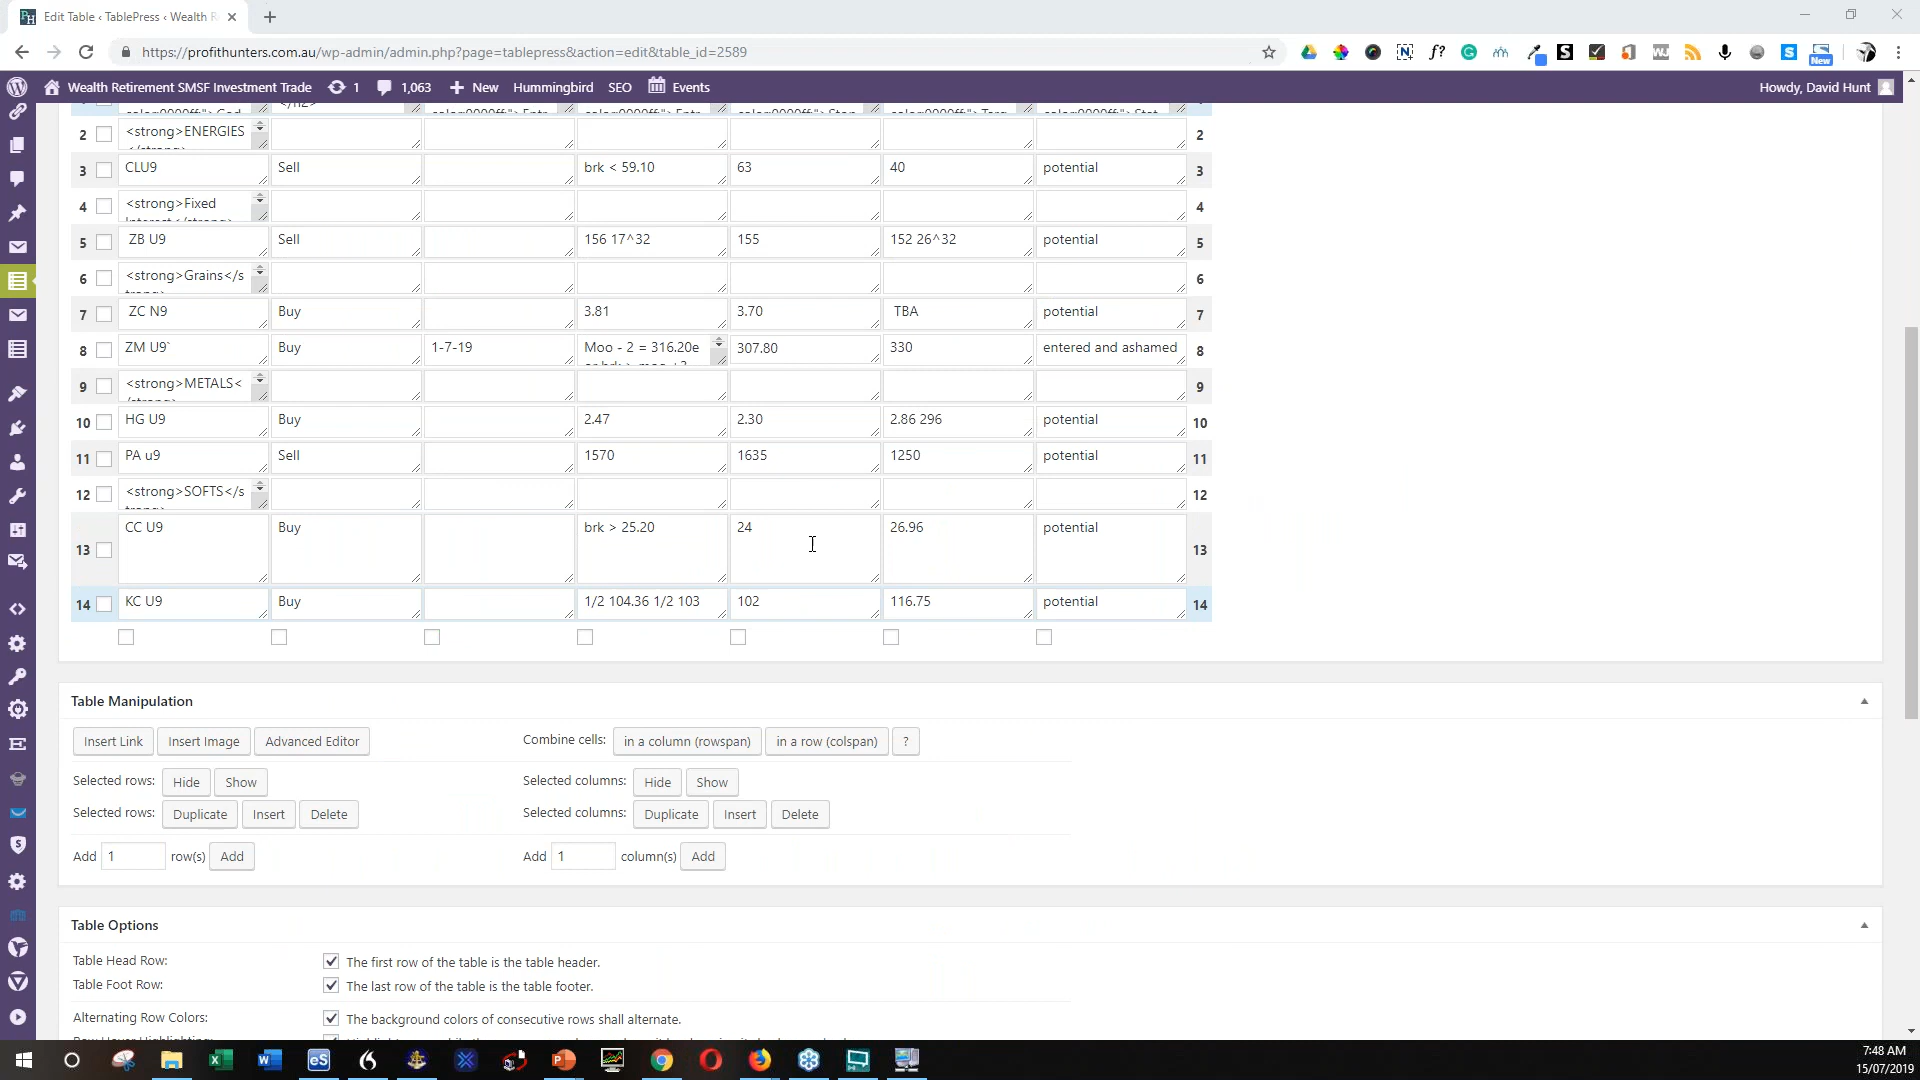 Edit Table ‹ TablePress ‹ Wealth R
https://profithunters.com.au/wp-admin/admin.php?page=tablepress&action=edit&table_id=2589
New
Wealth Retirement SMSF Investment Trade 1 1,063 New Hummingbird SEO Events Howdy, David Hunt
2 <strong>ENERGIES 2
3 CLU9 Sell brk < 59.10 63 40 potential 3
4 <strong>Fixed 4
5 ZB U9 Sell 156 17^32 155 152 26^32 potential 5
6 <strong>Grains</s 6
7 ZC N9 Buy 3.81 3.70 TBA potential 7
8 ZM U9` Buy 1-7-19 Moo - 2 = 316.20e 307.80 330 entered and ashamed 8
9 <strong>METALS< 9
10 HG U9 Buy 2.47 2.30 2.86 296 potential 10
11 PA u9 Sell 1570 1635 1250 potential 11
12 <strong>SOFTS</s 12
13 CC U9 Buy brk > 25.20 24 26.96 potential 13
14 KC U9 Buy 1/2 104.36 1/2 103 102 116.75 potential 14
Table Manipulation
Insert Link Insert Image Advanced Editor Combine cells: in a column (rowspan) in a row (colspan) ?
Selected rows: Hide Show Selected columns: Hide Show
Selected rows: Duplicate Insert Delete Selected columns: Duplicate Insert Delete
Add 1 row(s) Add Add 1 column(s) Add
Table Options
Table Head Row: The first row of the table is the table header.
Table Foot Row: The last row of the table is the table footer.
Alternating Row Colors: The background colors of consecutive rows shall alternate.
7:48 AM
15/07/2019